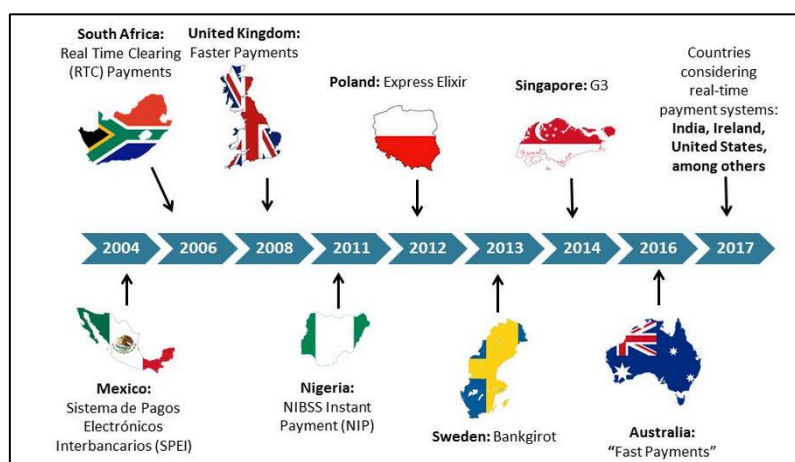 South Africa:
Real Time Clearing
(RTC) Payments
United Kingdom:
Faster Payments
Poland: Express Elixir
Singapore: G3
Countries
considering
real-time
payment systems:
India, Ireland,
United States,
among others
2004 2006 2008 2011 2012 2013 2014 2016 2017
Mexico:
Sistema de Pagos
Electrónicos
Interbancarios (SPEI)
Nigeria:
NIBSS Instant
Payment (NIP)
Sweden: Bankgirot
Australia:
“Fast Payments”